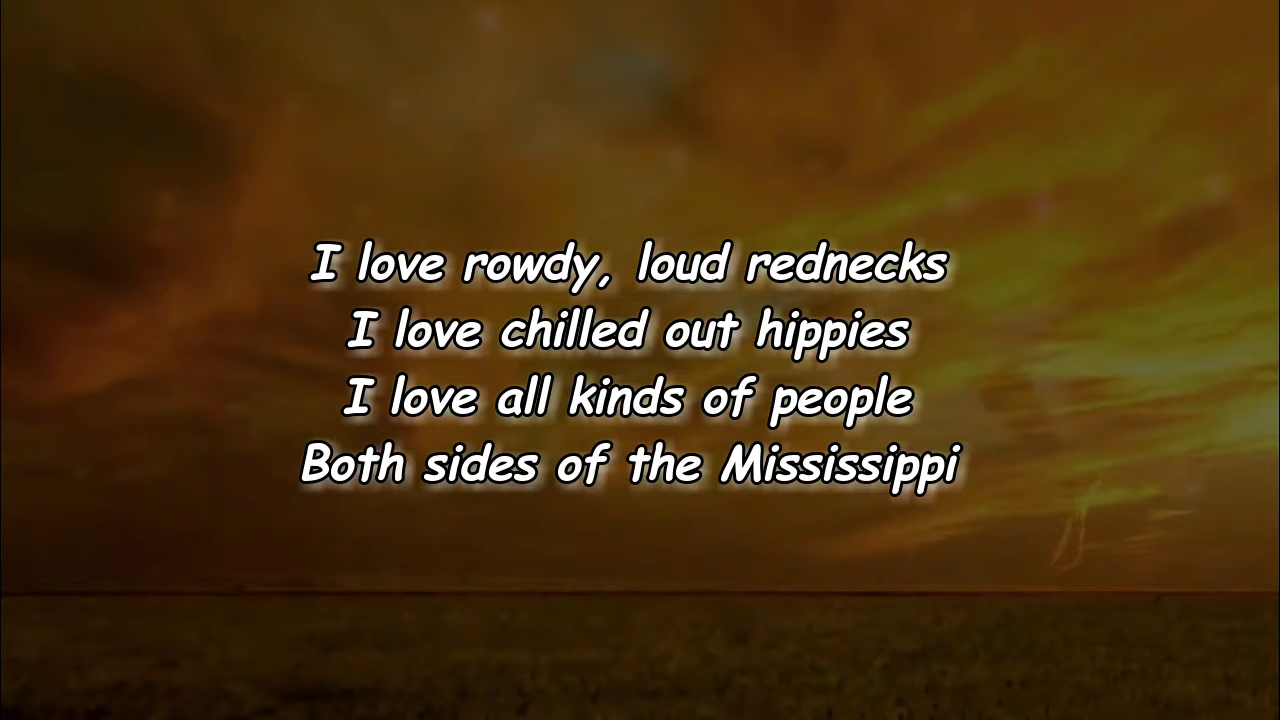 I love rowdy, loud rednecks
I love chilled out hippies
I love all kinds of people
Both sides of the Mississippi